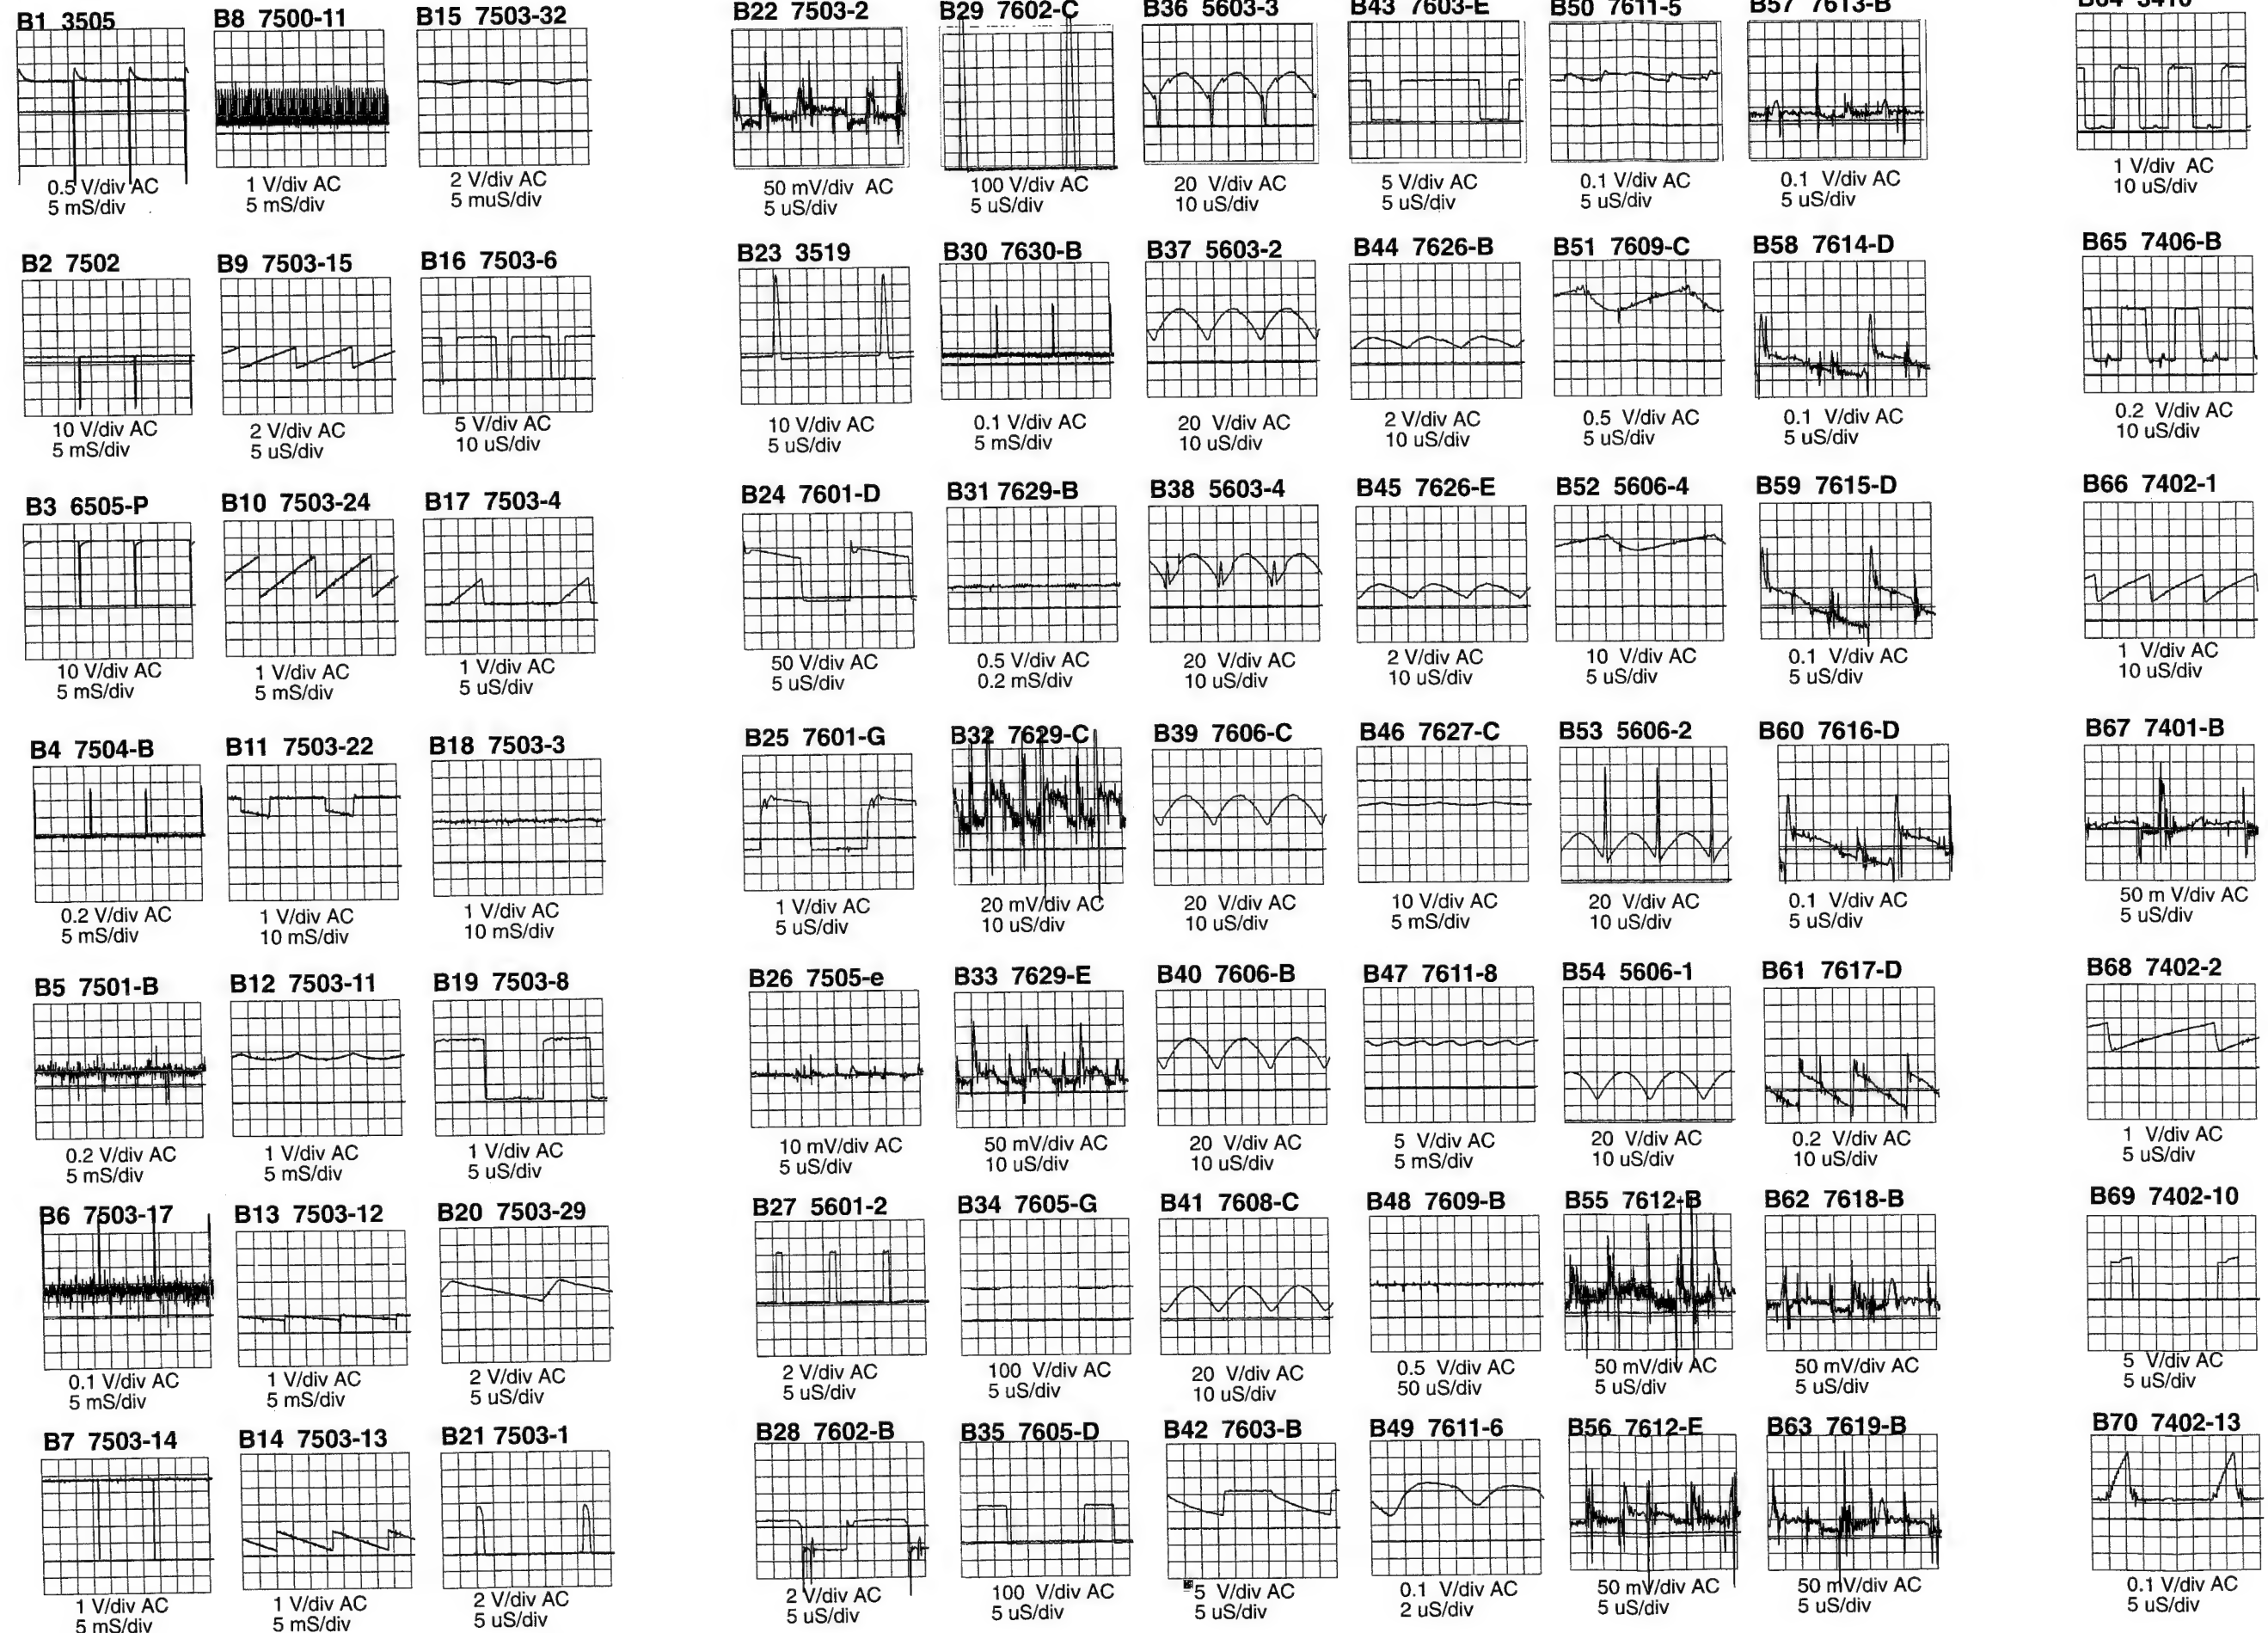 B1 3505
0.5 V/div AC
5 mS/div
B2 7502
10 V/div AC
5 mS/div
B3 6505-P
10 V/div AC
5 mS/div
B4 7504-B
0.2 V/div AC
5 mS/div
B5 7501-B
0.2 V/div AC
5 mS/div
B6 7503-17
0.1 V/div AC
5 mS/div
B7 7503-14
1 V/div AC
5 mS/div
B8 7500-11
1 V/div AC
5 mS/div
B9 7503-15
2 V/div AC
5 uS/div
B10 7503-24
1 V/div AC
5 mS/div
B11 7503-22
1 V/div AC
10 mS/div
B12 7503-11
1 V/div AC
5 mS/div
B13 7503-12
1 V/div AC
5 mS/div
B14 7503-13
1 V/div AC
5 mS/div
B15 7503-32
2 V/div AC
5 muS/div
B16 7503-6
5 V/div AC
10 uS/div
B17 7503-4
1 V/div AC
5 uS/div
B18 7503-3
1 V/div AC
10 mS/div
B19 7503-8
1 V/div AC
5 uS/div
B20 7503-29
2 V/div AC
5 uS/div
B21 7503-1
2 V/div AC
5 uS/div
B22 7503-2
50 mV/div AC
5 uS/div
B23 3519
10 V/div AC
5 uS/div
B24 7601-D
50 V/div AC
5 uS/div
B25 7601-G
1 V/div AC
5 uS/div
B26 7505-e
10 mV/div AC
5 uS/div
B27 5601-2
2 V/div AC
5 uS/div
B28 7602-B
2 V/div AC
5 uS/div
B29 7602-C
100 V/div AC
5 uS/div
B30 7630-B
0.1 V/div AC
5 mS/div
B31 7629-B
0.5 V/div AC
0.2 mS/div
B32 7629-C
20 mV/div AC
10 uS/div
B33 7629-E
50 mV/div AC
10 uS/div
B34 7605-G
100 V/div AC
5 uS/div
B35 7605-D
100 V/div AC
5 uS/div
B36 5603-3
20 V/div AC
10 uS/div
B37 5603-2
20 V/div AC
10 uS/div
B38 5603-4
20 V/div AC
10 uS/div
B39 7606-C
20 V/div AC
10 uS/div
B40 7606-B
20 V/div AC
10 uS/div
B41 7608-C
20 V/div AC
10 uS/div
B42 7603-B
5 V/div AC
5 uS/div
B43 7603-E
5 V/div AC
5 uS/div
B44 7626-B
2 V/div AC
10 uS/div
B45 7626-E
2 V/div AC
10 uS/div
B46 7627-C
10 V/div AC
5 mS/div
B47 7611-8
5 V/div AC
5 mS/div
B48 7609-B
0.5 V/div AC
50 uS/div
B49 7611-6
0.1 V/div AC
2 uS/div
B50 7611-5
0.1 V/div AC
5 uS/div
B51 7609-C
0.5 V/div AC
5 uS/div
B52 5606-4
10 V/div AC
5 uS/div
B53 5606-2
20 V/div AC
10 uS/div
B54 5606-1
20 V/div AC
10 uS/div
B55 7612-B
50 mV/div AC
5 uS/div
B56 7612-E
50 mV/div AC
5 uS/div
B57 7613-B
0.1 V/div AC
5 uS/div
B58 7614-D
0.1 V/div AC
5 uS/div
B59 7615-D
0.1 V/div AC
5 uS/div
B60 7616-D
0.1 V/div AC
5 uS/div
B61 7617-D
0.2 V/div AC
10 uS/div
B62 7618-B
50 mV/div AC
5 uS/div
B63 7619-B
50 mV/div AC
5 uS/div
B64 3410
1 V/div AC
10 uS/div
B65 7406-B
0.2 V/div AC
10 uS/div
B66 7402-1
1 V/div AC
10 uS/div
B67 7401-B
50 m V/div AC
5 uS/div
B68 7402-2
1 V/div AC
5 uS/div
B69 7402-10
5 V/div AC
5 uS/div
B70 7402-13
0.1 V/div AC
5 uS/div